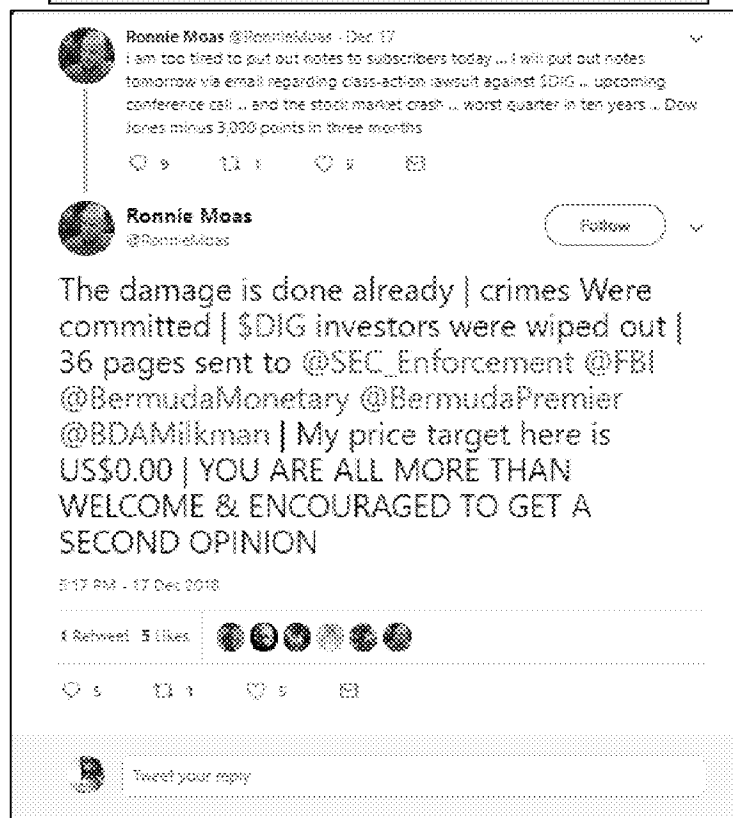 Ronnie Moas @RonnieMoas · Dec 17
I am too tired to put out notes to subscribers today ... I will put out notes
tomorrow via email regarding class-action lawsuit against $DIG ... upcoming
conference call ... and the stock market crash ... worst quarter in ten years ... Dow
Jones minus 3,000 points in three months
9 1
Ronnie Moas
@RonnieMoas
Follow
The damage is done already | crimes Were
committed | $DIG investors were wiped out |
36 pages sent to @SEC_Enforcement @FBI
@BermudaMonetary @BermudaPremier
@BDAMilkman | My price target here is
US$0.00 | YOU ARE ALL MORE THAN
WELCOME & ENCOURAGED TO GET A
SECOND OPINION
5:17 PM - 17 Dec 2018
1 Retweet 5 Likes
5 1 5
Tweet your reply